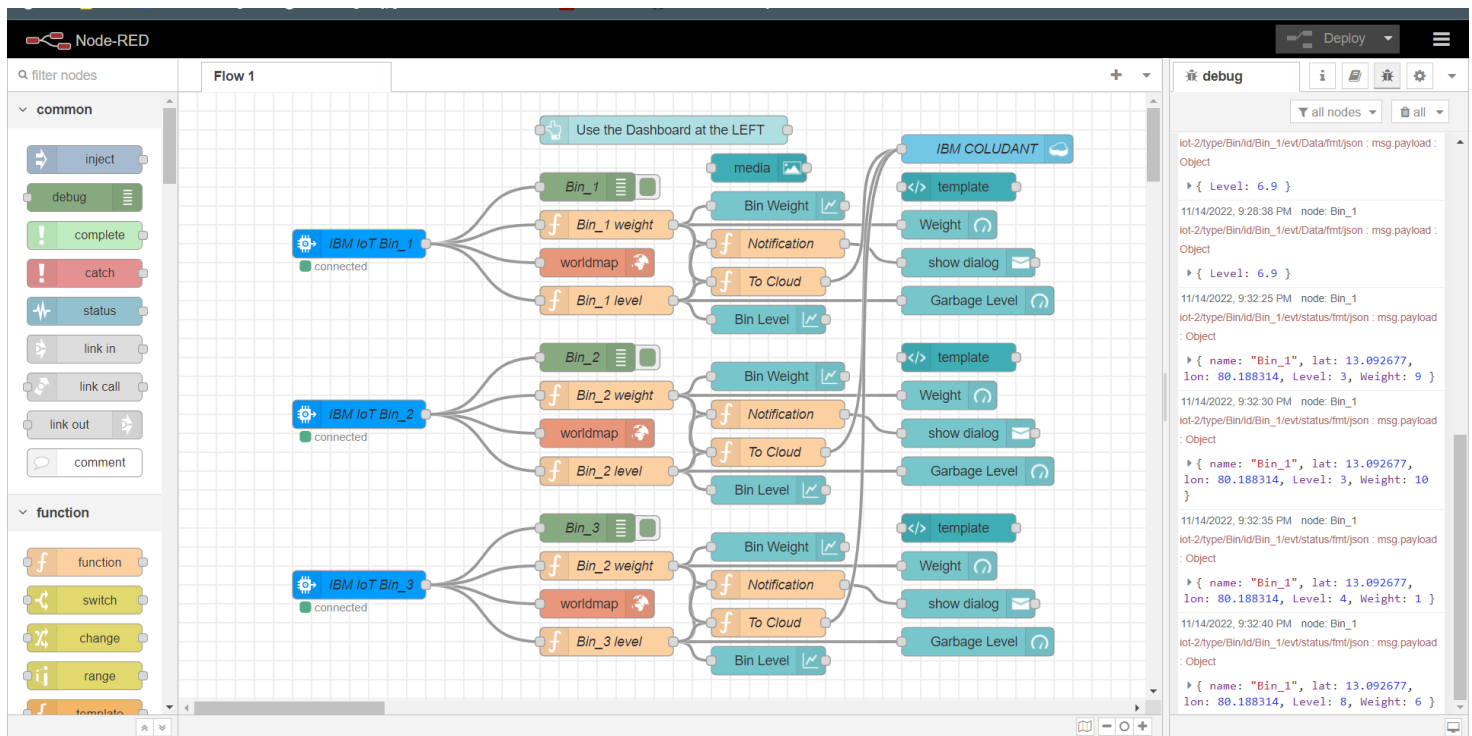 Node-RED
Deploy
filter nodes
common
inject
debug
complete
catch
status
link in
link call
link out
comment
function
function
switch
change
range
template
Flow 1
Use the Dashboard at the LEFT
IBM COLUDANT
media
template
Bin_1
Bin Weight
Bin_1 weight
Weight
IBM IoT Bin_1
connected
Notification
worldmap
show dialog
To Cloud
Bin_1 level
Garbage Level
Bin Level
Bin_2
template
Bin Weight
Bin_2 weight
Weight
IBM IoT Bin_2
connected
Notification
worldmap
show dialog
To Cloud
Bin_2 level
Garbage Level
Bin Level
Bin_3
template
Bin Weight
Bin_2 weight
Weight
IBM IoT Bin_3
connected
Notification
worldmap
show dialog
To Cloud
Bin_3 level
Garbage Level
Bin Level
debug
i
all nodes
all
iot-2/type/Bin/id/Bin_1/evt/Data/fmt/json : msg.payload :
Object
{ Level: 6.9 }
11/14/2022, 9:28:38 PM node: Bin_1
iot-2/type/Bin/id/Bin_1/evt/Data/fmt/json : msg.payload :
Object
{ Level: 6.9 }
11/14/2022, 9:32:25 PM node: Bin_1
iot-2/type/Bin/id/Bin_1/evt/status/fmt/json : msg.payload
: Object
{ name: "Bin_1", lat: 13.092677,
lon: 80.188314, Level: 3, Weight: 9 }
11/14/2022, 9:32:30 PM node: Bin_1
iot-2/type/Bin/id/Bin_1/evt/status/fmt/json : msg.payload
: Object
{ name: "Bin_1", lat: 13.092677,
lon: 80.188314, Level: 3, Weight: 10
}
11/14/2022, 9:32:35 PM node: Bin_1
iot-2/type/Bin/id/Bin_1/evt/status/fmt/json : msg.payload
: Object
{ name: "Bin_1", lat: 13.092677,
lon: 80.188314, Level: 4, Weight: 1 }
11/14/2022, 9:32:40 PM node: Bin_1
iot-2/type/Bin/id/Bin_1/evt/status/fmt/json : msg.payload
: Object
{ name: "Bin_1", lat: 13.092677,
lon: 80.188314, Level: 8, Weight: 6 }